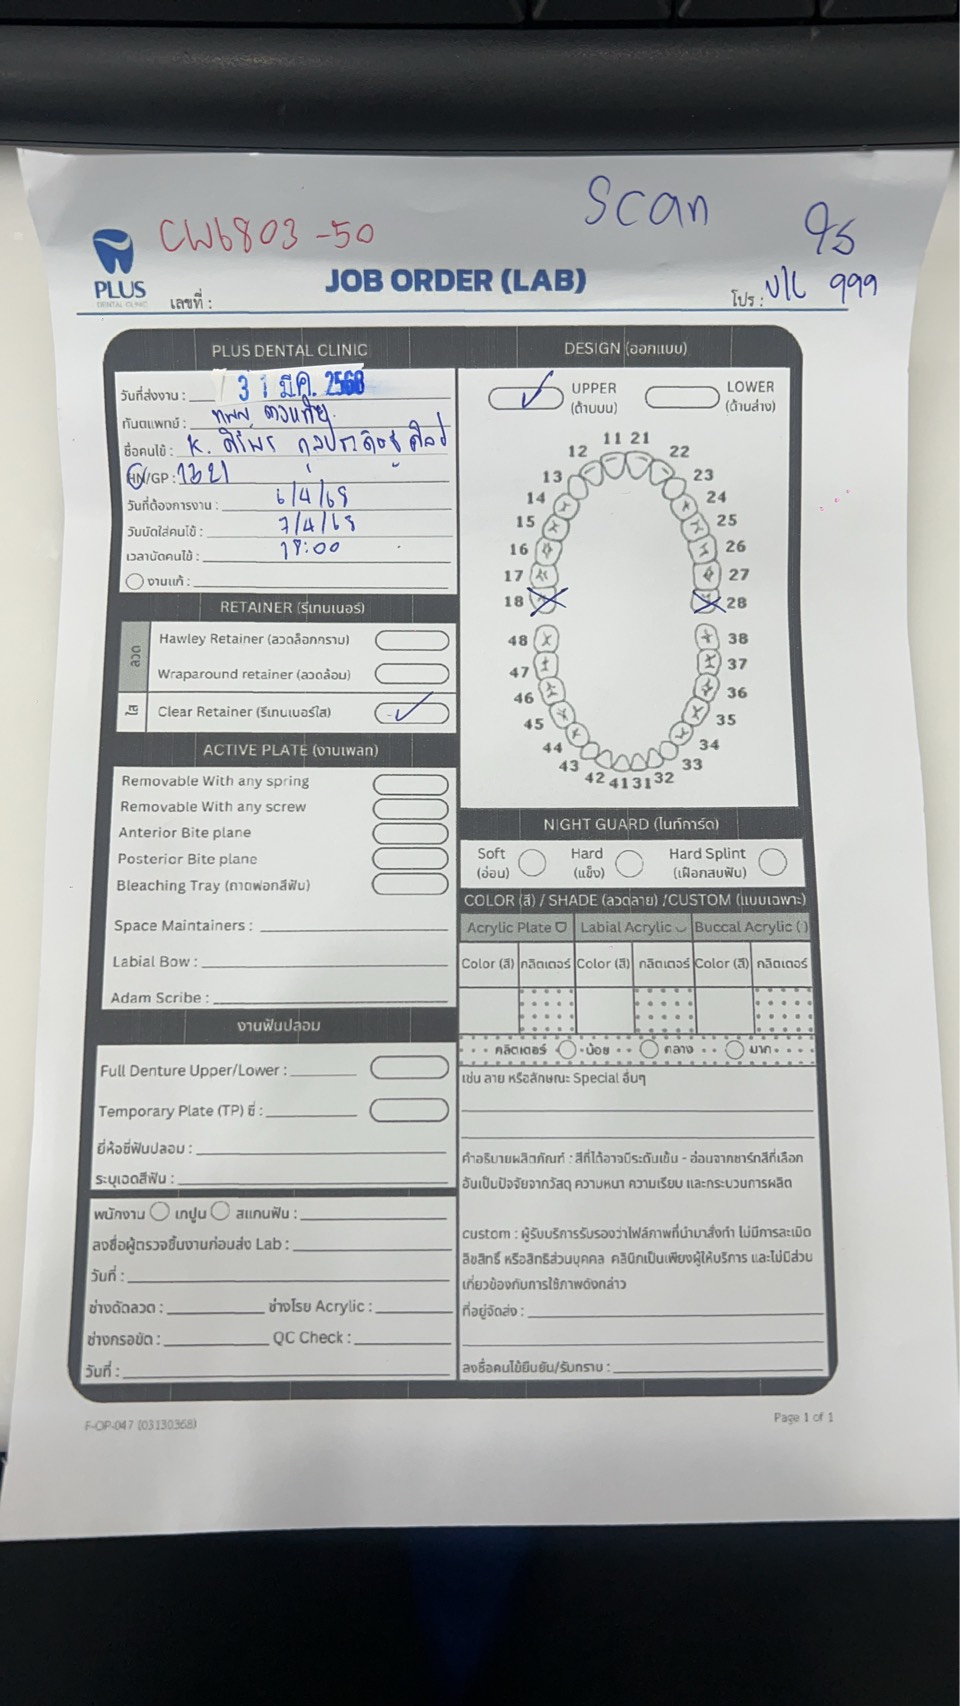 Scan
CW6803-50
95
PLUS
DENTAL CLINIC
เลขที่ :
JOB ORDER (LAB)
โปร : 999
PLUS DENTAL CLINIC
วันที่ส่งงาน : 31 มี.ค. 2568
ทันตแพทย์ :
ชื่อคนไข้ : K. ศิริพร
HN/GP : 1321
วันที่ต้องการงาน : 6/4/68
วันนัดใส่คนไข้ : 7/4/68
เวลานัดคนไข้ : 18:00
งานแก้ :
RETAINER (รีเทนเนอร์)
ลวด
Hawley Retainer (ลวดล็อกกราม)
Wraparound retainer (ลวดล้อม)
ใส
Clear Retainer (รีเทนเนอร์ใส)
ACTIVE PLATE (งานเพลท)
Removable With any spring
Removable With any screw
Anterior Bite plane
Posterior Bite plane
Bleaching Tray (ถาดฟอกสีฟัน)
Space Maintainers :
Labial Bow :
Adam Scribe :
งานฟันปลอม
Full Denture Upper/Lower :
Temporary Plate (TP) ซี่ :
ยี่ห้อซี่ฟันปลอม :
ระบุเฉดสีฟัน :
พนักงาน เทปูน สแกนฟัน :
ลงชื่อผู้ตรวจชิ้นงานก่อนส่ง Lab :
วันที่ :
ช่างดัดลวด : ช่างโรย Acrylic :
ช่างกรอขัด : QC Check :
วันที่ :
DESIGN (ออกแบบ)
UPPER
(ด้านบน)
LOWER
(ด้านล่าง)
11 21
12 22
13 23
14 24
15 25
16 26
17 27
18 28
48 38
47 37
46 36
45 35
44 34
43 33
42 41 31 32
NIGHT GUARD (ไนท์การ์ด)
Soft
(อ่อน)
Hard
(แข็ง)
Hard Splint
(เฝือกสบฟัน)
COLOR (สี) / SHADE (ลวดลาย) /CUSTOM (แบบเฉพาะ)
Acrylic Plate Labial Acrylic Buccal Acrylic ( )
Color (สี) กลิตเตอร์ Color (สี) กลิตเตอร์ Color (สี) กลิตเตอร์
กลิตเตอร์ น้อย กลาง มาก
เช่น ลาย หรือลักษณะ Special อื่นๆ
คำอธิบายผลิตภัณฑ์ : สีที่ได้อาจมีระดับเข้ม - อ่อนจากชาร์ทสีที่เลือก
อันเป็นปัจจัยจากวัสดุ ความหนา ความเรียบ และกระบวนการผลิต
custom : ผู้รับบริการรับรองว่าไฟล์ภาพที่นำมาสั่งทำ ไม่มีการละเมิด
ลิขสิทธิ์ หรือสิทธิส่วนบุคคล คลินิกเป็นเพียงผู้ให้บริการ และไม่มีส่วน
เกี่ยวข้องกับการใช้ภาพดังกล่าว
ที่อยู่จัดส่ง :
ลงชื่อคนไข้ยืนยัน/รับทราบ :
F-OP-047 (03130368)
Page 1 of 1